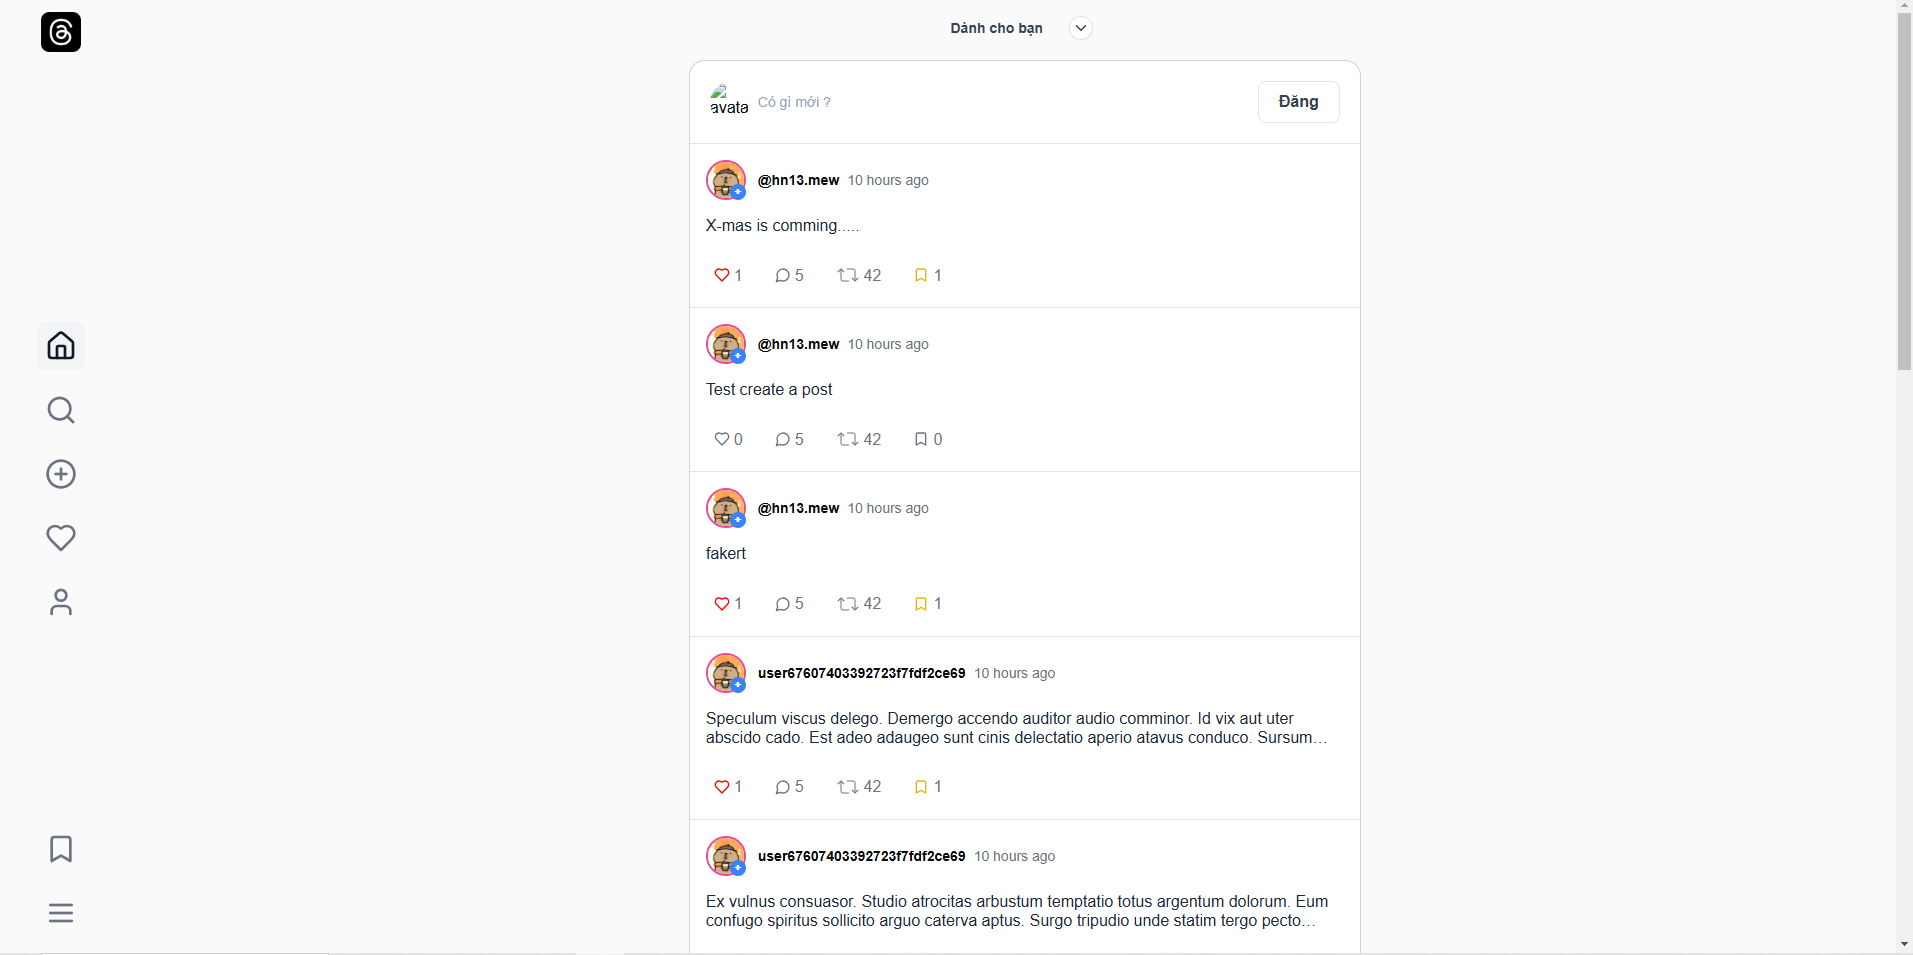 Dành cho bạn
avata
Có gì mới ?
Đăng
@hn13.mew 10 hours ago
X-mas is comming.....
1 5 42 1
@hn13.mew 10 hours ago
Test create a post
0 5 42 0
@hn13.mew 10 hours ago
fakert
1 5 42 1
user67607403392723f7fdf2ce69 10 hours ago
Speculum viscus delego. Demergo accendo auditor audio comminor. Id vix aut uter
abscido cado. Est adeo adaugeo sunt cinis delectatio aperio atavus conduco. Sursum…
1 5 42 1
user67607403392723f7fdf2ce69 10 hours ago
Ex vulnus consuasor. Studio atrocitas arbustum temptatio totus argentum dolorum. Eum
confugo spiritus sollicito arguo caterva aptus. Surgo tripudio unde statim tergo pecto…